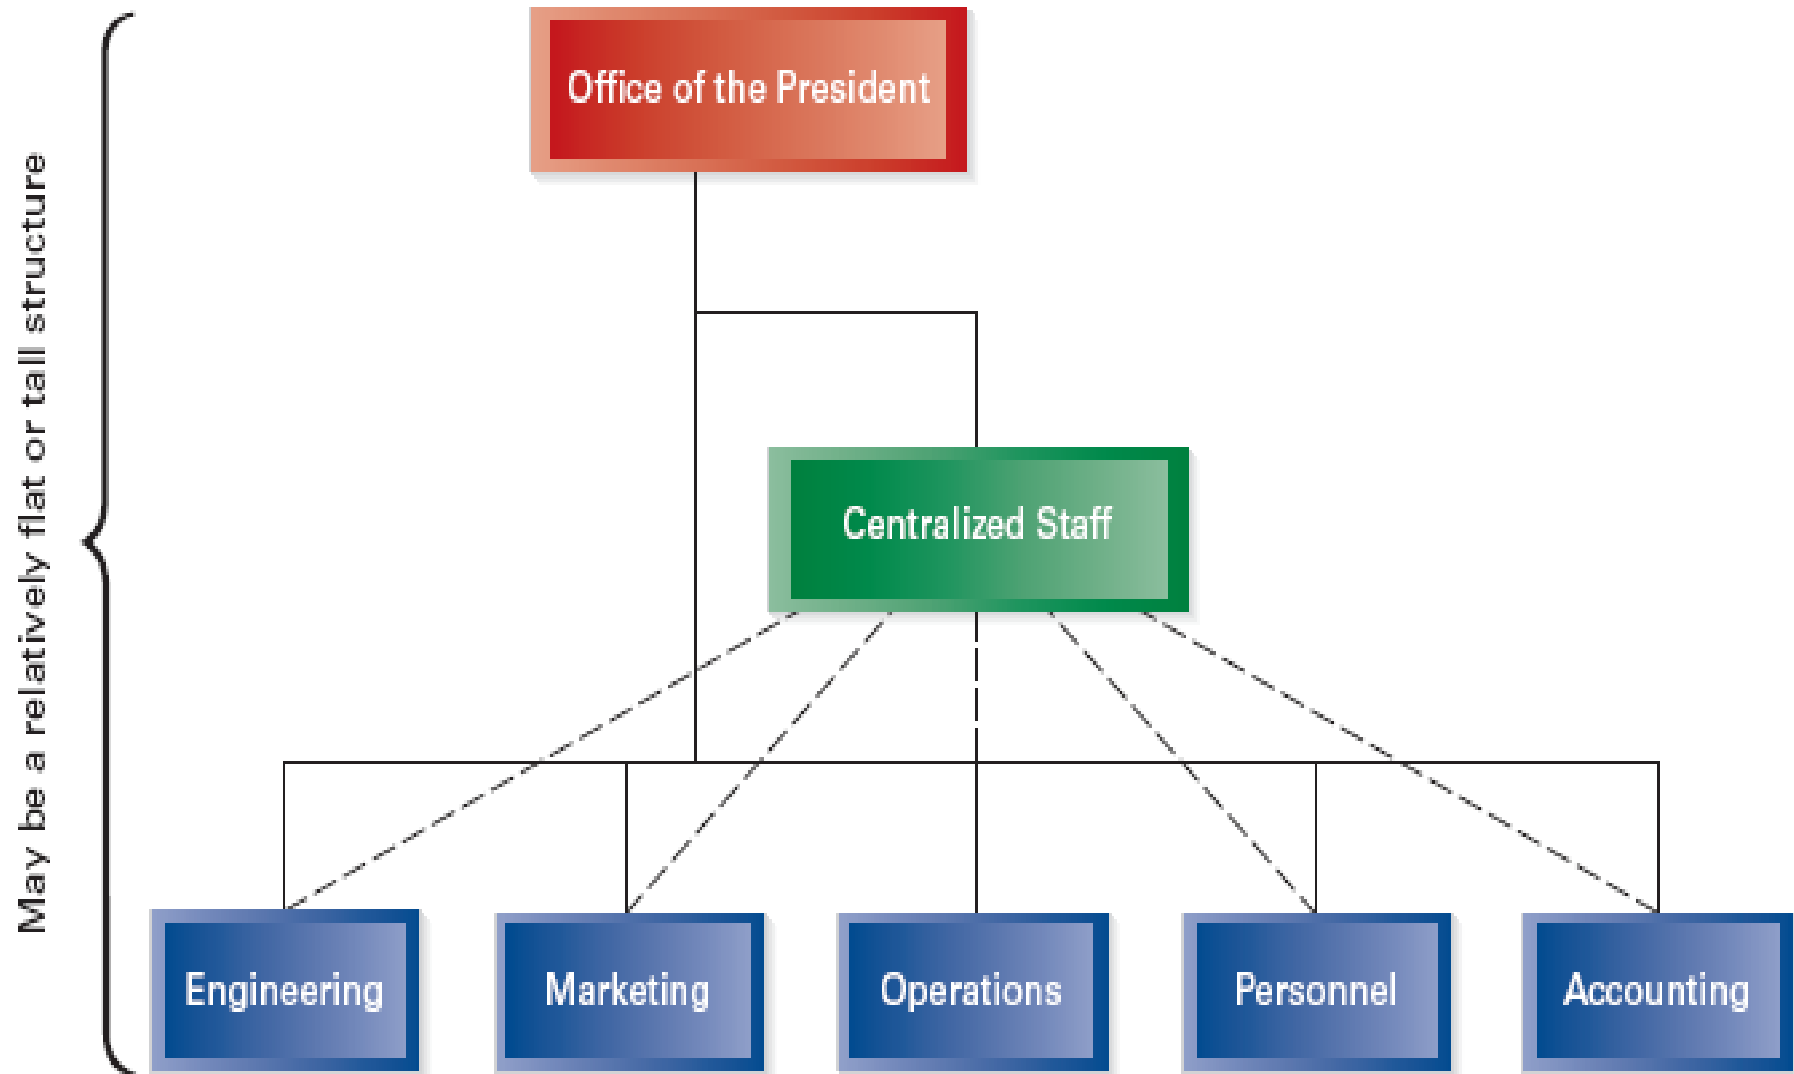 Office of the President
May be a relatively flat or tall structure
Centralized Staff
Engineering
Marketing
Operations
Personnel
Accounting